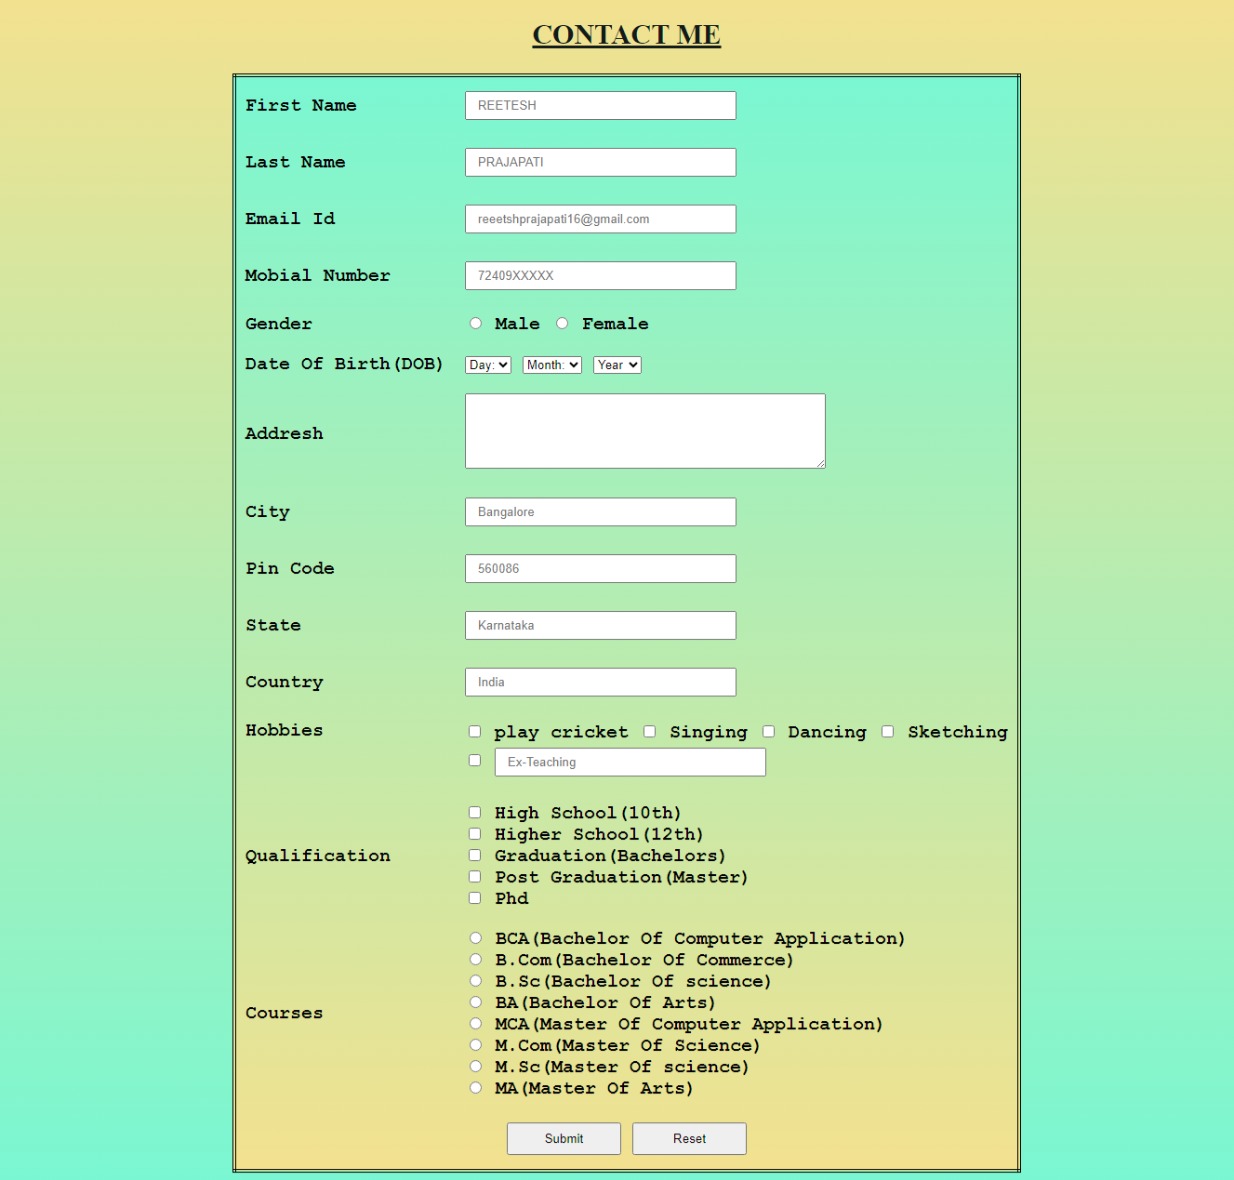 CONTACT ME
First Name REETESH
Last Name PRAJAPATI
Email Id reeetshprajapati16@gmail.com
Mobial Number 72409XXXXX
Gender Male Female
Date Of Birth(DOB) Day: Month: Year
Addresh
City Bangalore
Pin Code 560086
State Karnataka
Country India
Hobbies play cricket Singing Dancing Sketching
Ex-Teaching
High School(10th)
Higher School(12th)
Qualification Graduation(Bachelors)
Post Graduation(Master)
Phd
BCA(Bachelor Of Computer Application)
B.Com(Bachelor Of Commerce)
B.Sc(Bachelor Of science)
BA(Bachelor Of Arts)
Courses
MCA(Master Of Computer Application)
M.Com(Master Of Science)
M.Sc(Master Of science)
MA(Master Of Arts)
Submit Reset